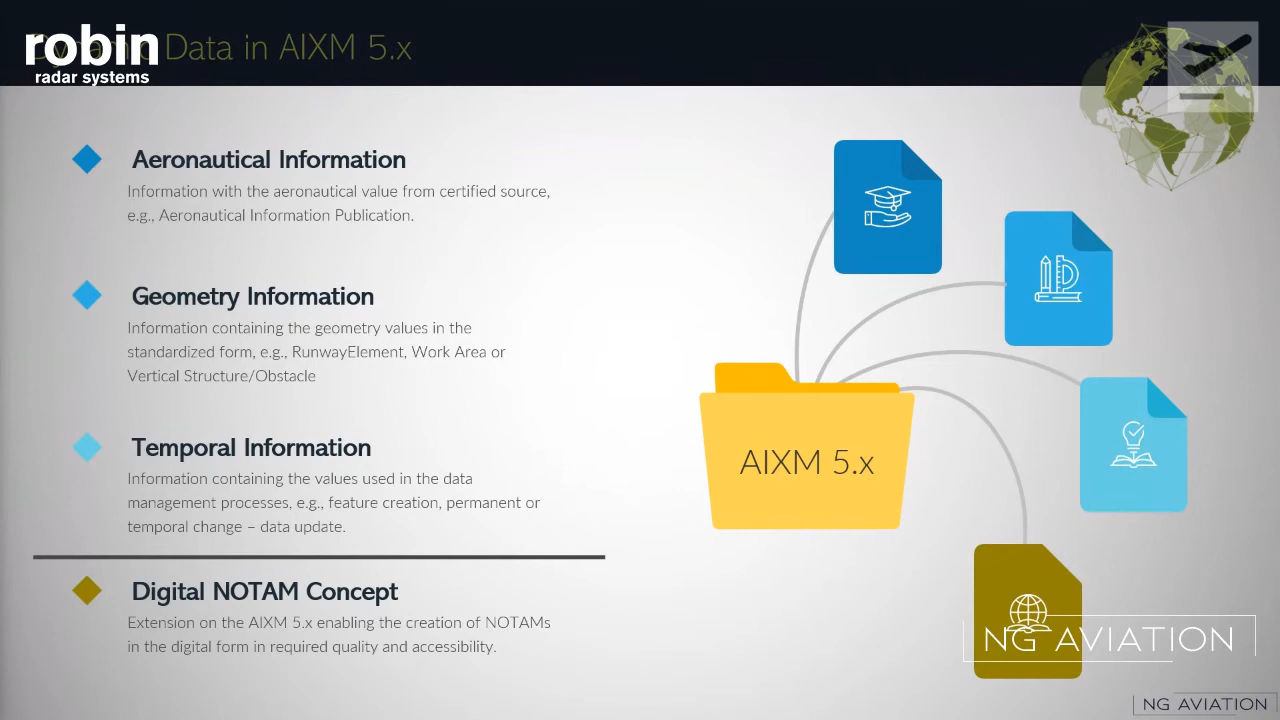 robin
radar systems
Dynamic Data in AIXM 5.x
Aeronautical Information
Information with the aeronautical value from certified source,
e.g., Aeronautical Information Publication.
Geometry Information
Information containing the geometry values in the
standardized form, e.g., RunwayElement, Work Area or
Vertical Structure/Obstacle
Temporal Information
Information containing the values used in the data
management processes, e.g., feature creation, permanent or
temporal change – data update.
Digital NOTAM Concept
Extension on the AIXM 5.x enabling the creation of NOTAMs
in the digital form in required quality and accessibility.
AIXM 5.x
NG AVIATION
NG AVIATION